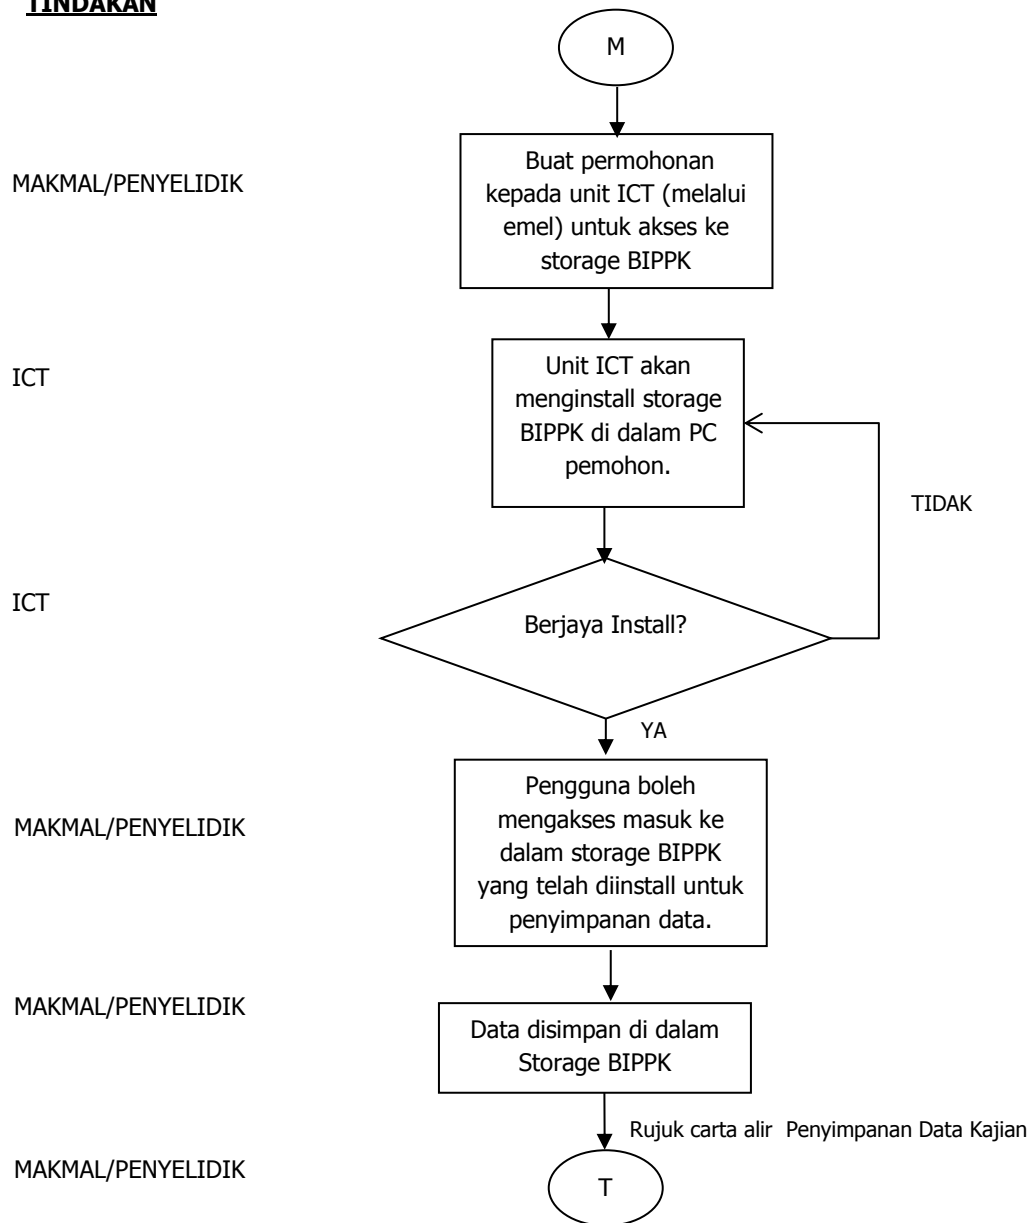 TINDAKAN
M
MAKMAL/PENYELIDIK
Buat permohonan
kepada unit ICT (melalui
emel) untuk akses ke
storage BIPPK
ICT
Unit ICT akan
menginstall storage
BIPPK di dalam PC
pemohon.
TIDAK
ICT
Berjaya Install?
YA
MAKMAL/PENYELIDIK
Pengguna boleh
mengakses masuk ke
dalam storage BIPPK
yang telah diinstall untuk
penyimpanan data.
MAKMAL/PENYELIDIK
Data disimpan di dalam
Storage BIPPK
Rujuk carta alir Penyimpanan Data Kajian
MAKMAL/PENYELIDIK
T